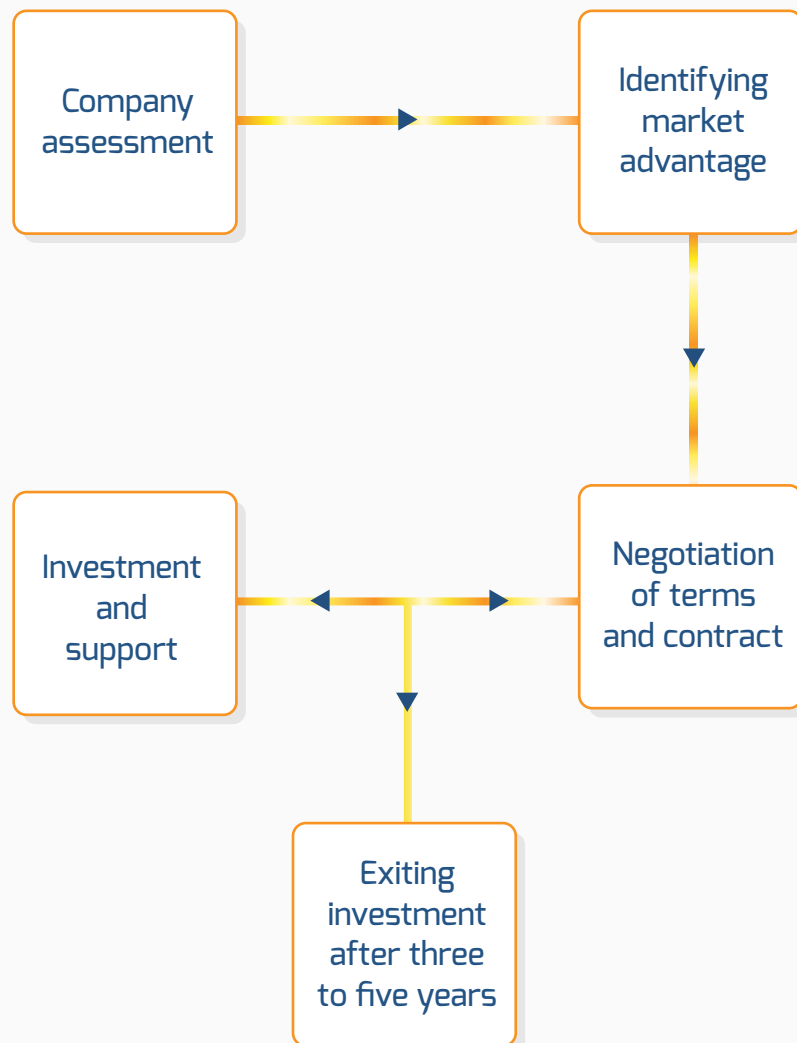 Company
assessment
Identifying
market
advantage
Negotiation
of terms
and contract
Investment
and
support
Exiting
investment
after three
to five years